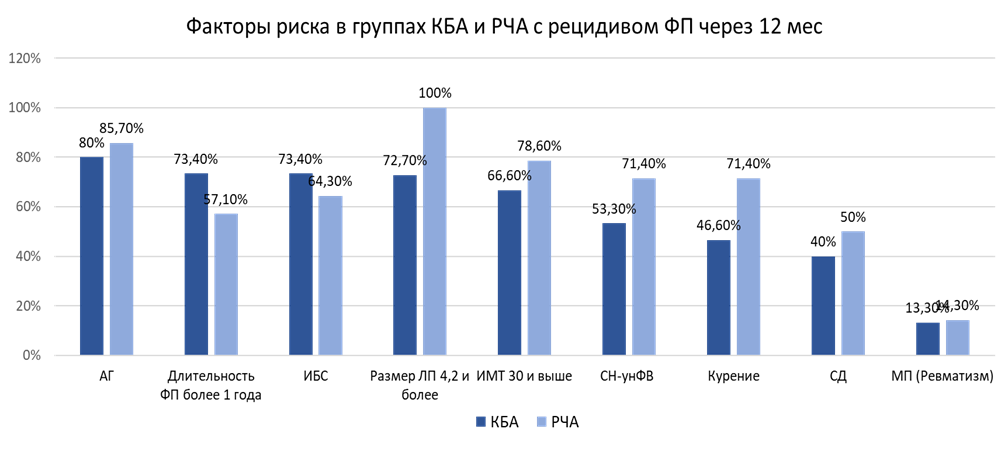 Факторы риска в группах КБА и РЧА с рецидивом ФП через 12 мес
120%
100%
80%
60%
40%
20%
0%
80%
85,70%
73,40%
57,10%
73,40%
64,30%
72,70%
100%
66,60%
78,60%
53,30%
71,40%
46,60%
71,40%
40%
50%
13,30%
14,30%
АГ
Длительность
ФП более 1 года
ИБС
Размер ЛП 4,2 и
более
ИМТ 30 и выше
СН-унФВ
Курение
СД
МП (Ревматизм)
КБА
РЧА